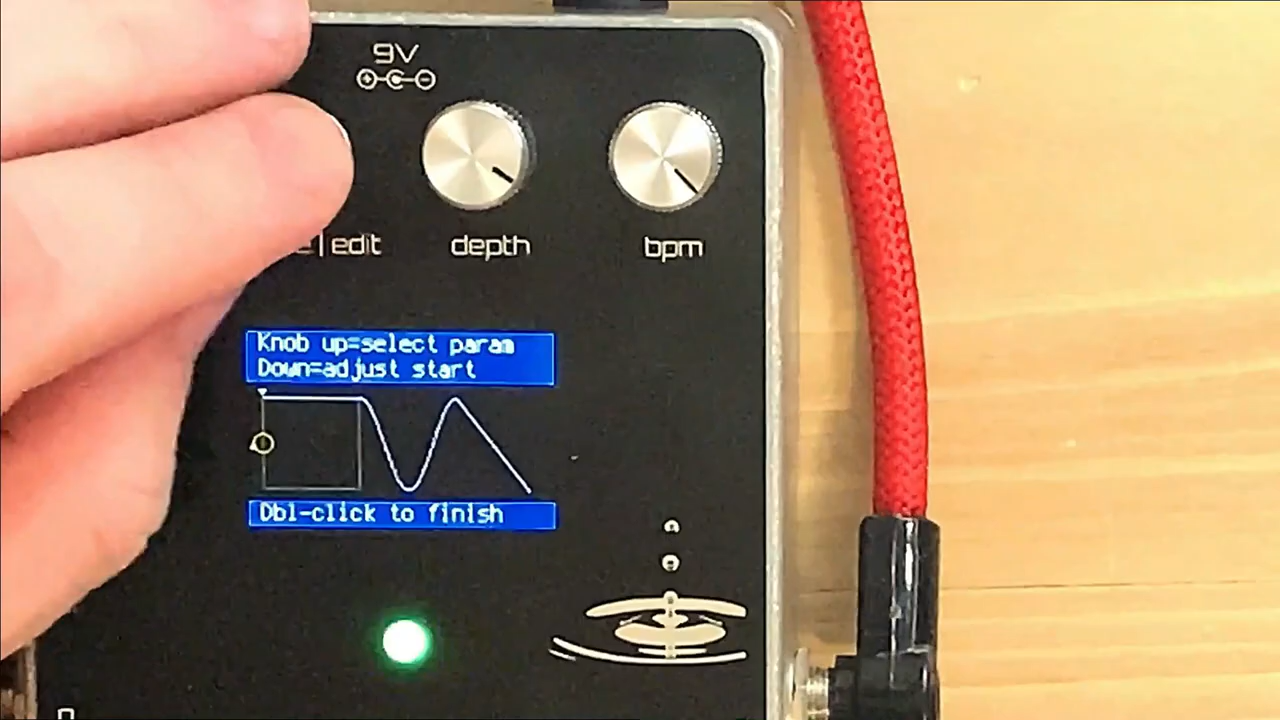 9V
edit
depth
bpm
Knob up=select param
Down=adjust start
Dbl-click to finish